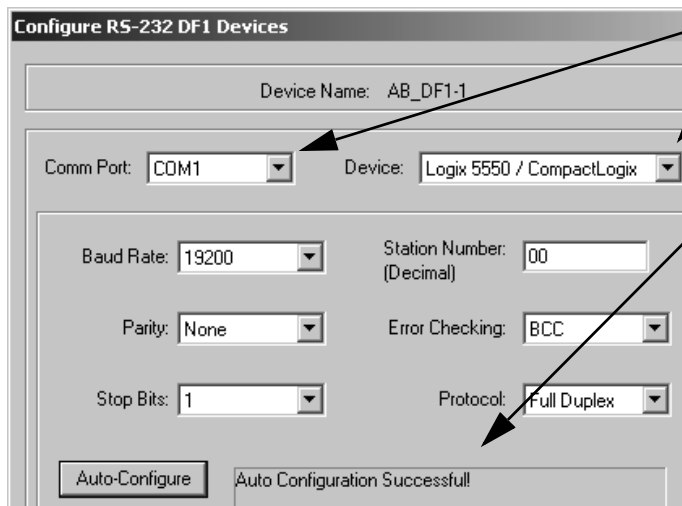 Configure RS-232 DF1 Devices
Device Name: AB_DF1-1
Comm Port: COM1 Device: Logix 5550 / CompactLogix
Baud Rate: 19200 Station Number: (Decimal) 00
Parity: None Error Checking: BCC
Stop Bits: 1 Protocol: Full Duplex
Auto-Configure Auto Configuration Successful!